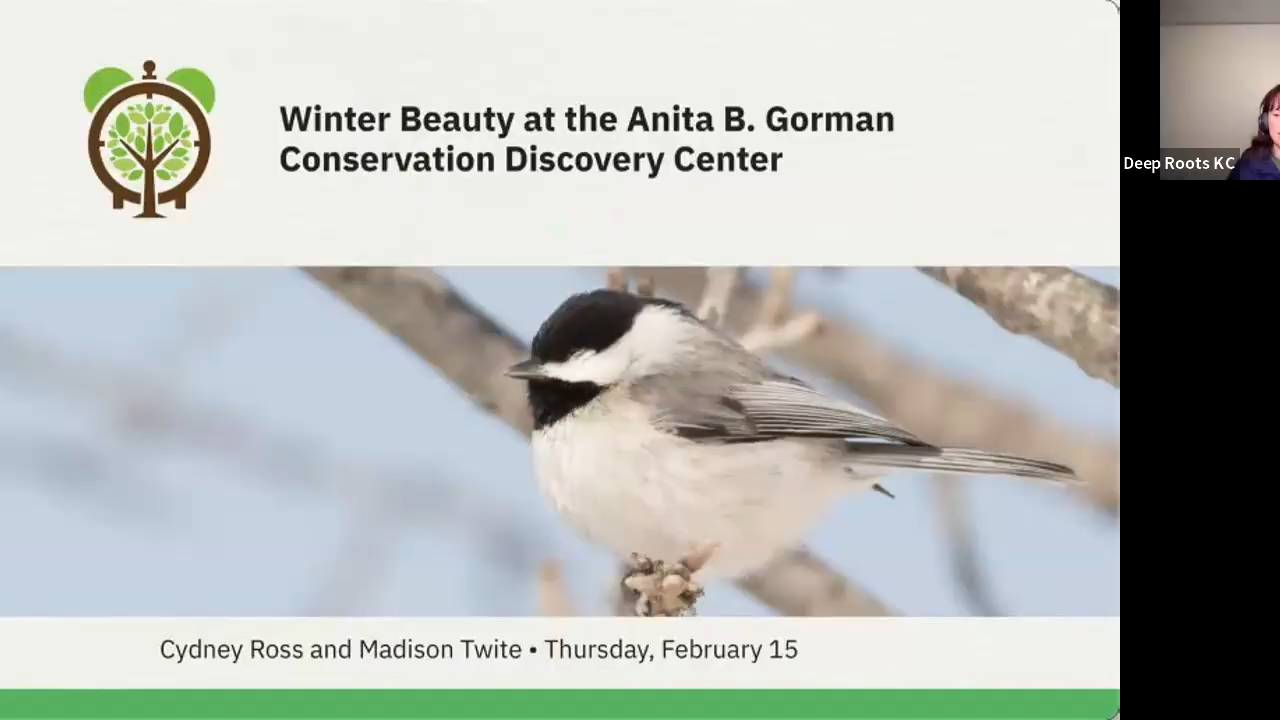 Winter Beauty at the Anita B. Gorman
Conservation Discovery Center
Deep Roots KC
Cydney Ross and Madison Twite • Thursday, February 15